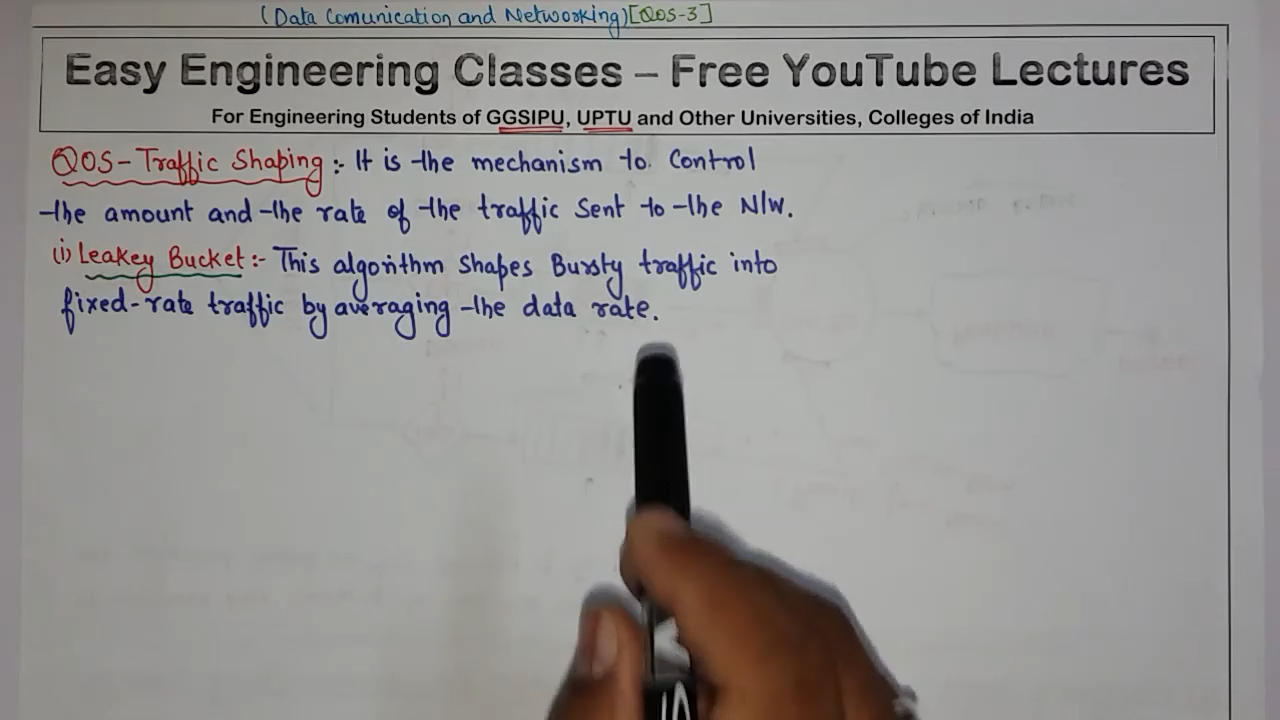 (Data Comunication and Networking) [QOS-3]
Easy Engineering Classes – Free YouTube Lectures
For Engineering Students of GGSIPU, UPTU and Other Universities, Colleges of India
QOS-Traffic Shaping :- It is the mechanism to control
the amount and the rate of the traffic sent to the N/w.
(i) Leakey Bucket :- This algorithm shapes Bursty traffic into
fixed-rate traffic by averaging the data rate.